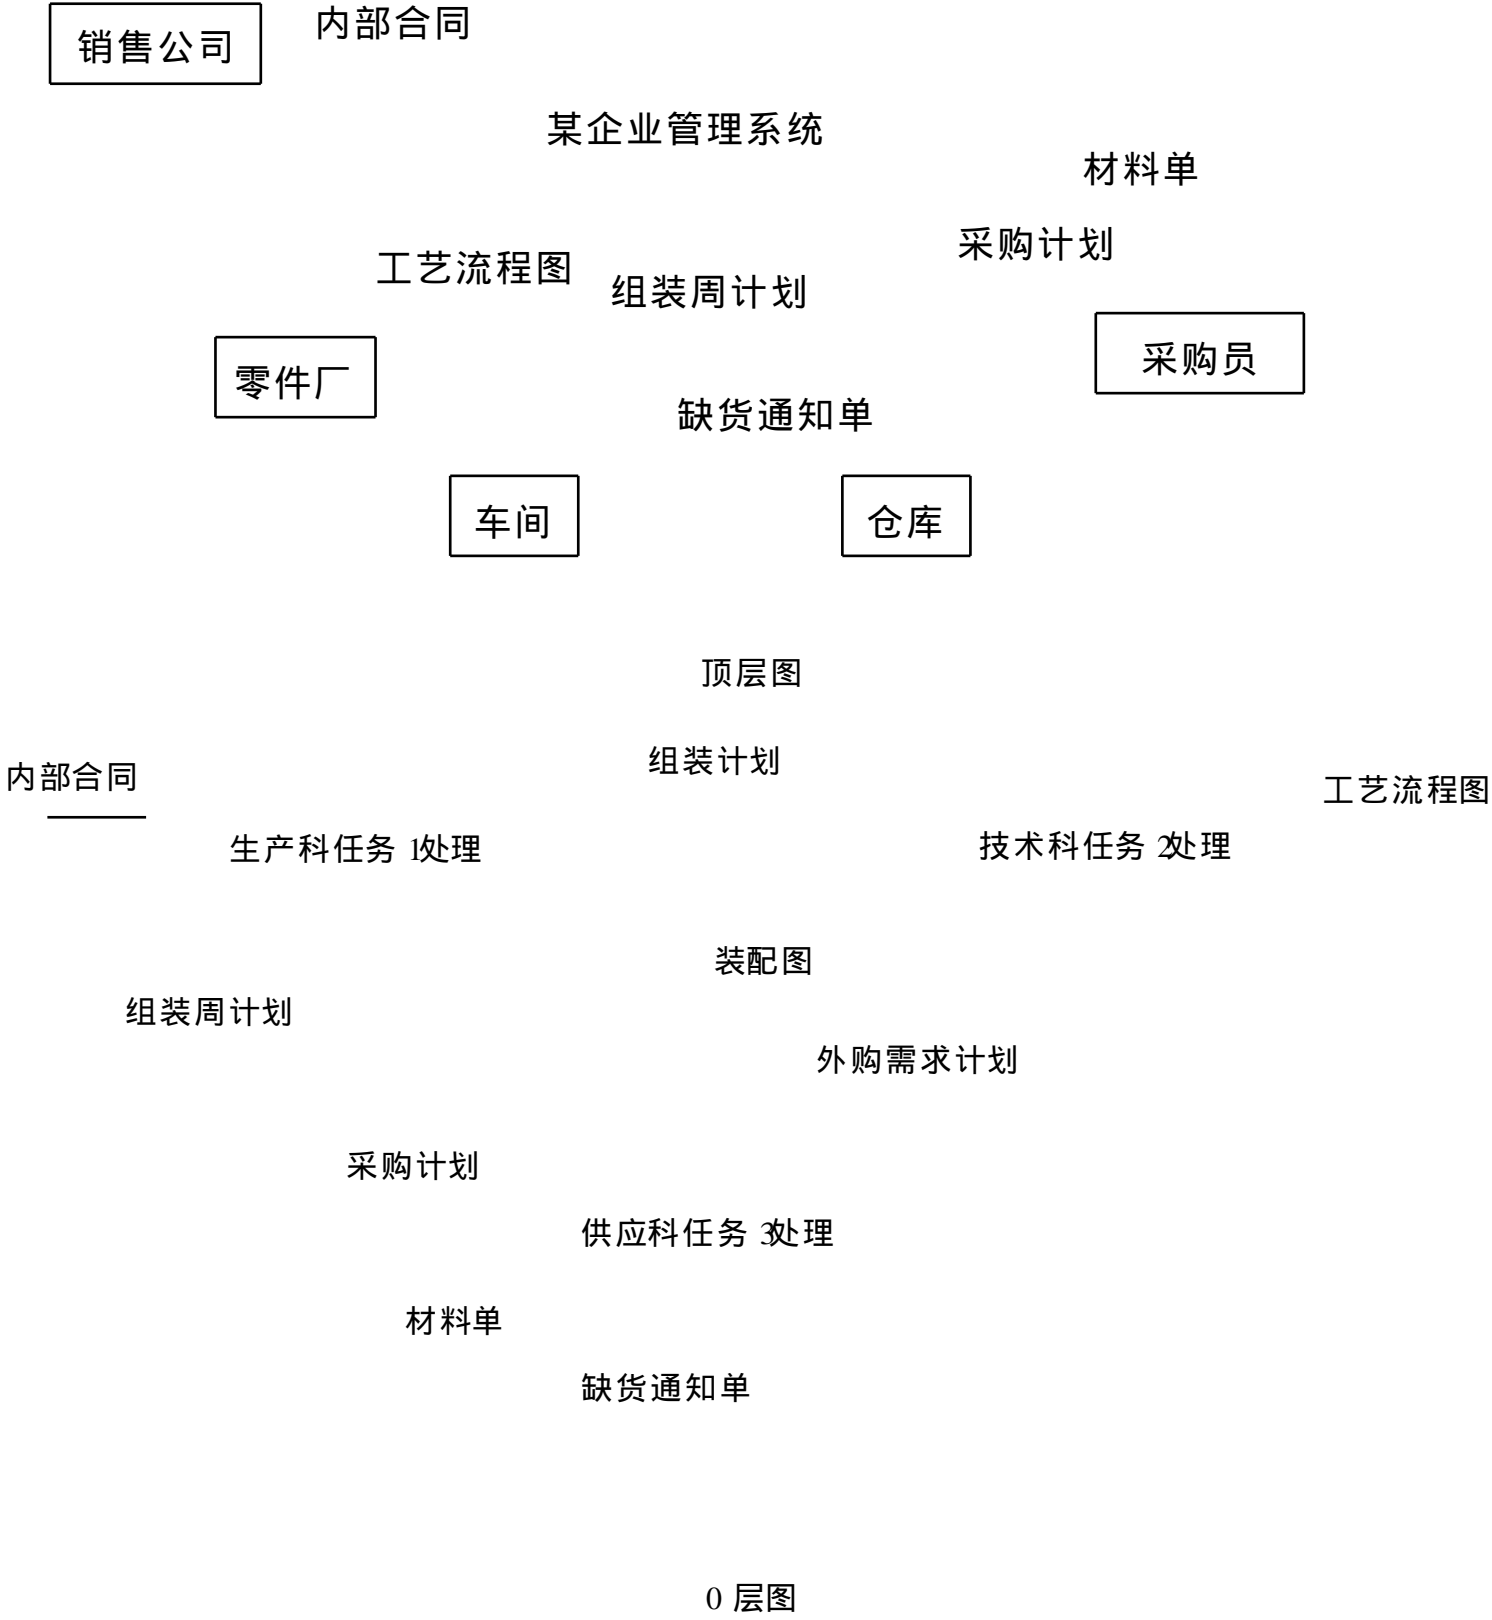 内部合同
销售公司
某企业管理系统
材料单
采购计划
工艺流程图
组装周计划
采购员
零件厂
缺货通知单
车间
仓库
顶层图
组装计划
内部合同
工艺流程图
生产科任务 1处理
技术科任务 2处理
装配图
组装周计划
外购需求计划
采购计划
供应科任务 3处理
材料单
缺货通知单
0 层图